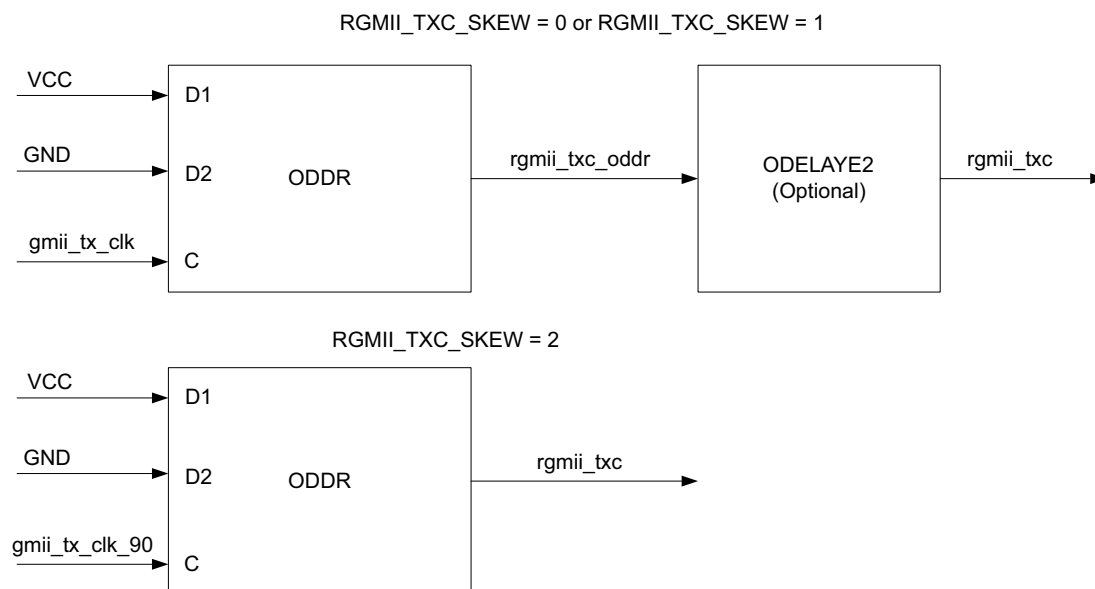 RGMII_TXC_SKEW = 0 or RGMII_TXC_SKEW = 1
VCC
D1
GND
D2
ODDR
rgmii_txc_oddr
ODELAYE2
(Optional)
rgmii_txc
gmii_tx_clk
C
RGMII_TXC_SKEW = 2
VCC
D1
GND
D2
ODDR
rgmii_txc
gmii_tx_clk_90
C